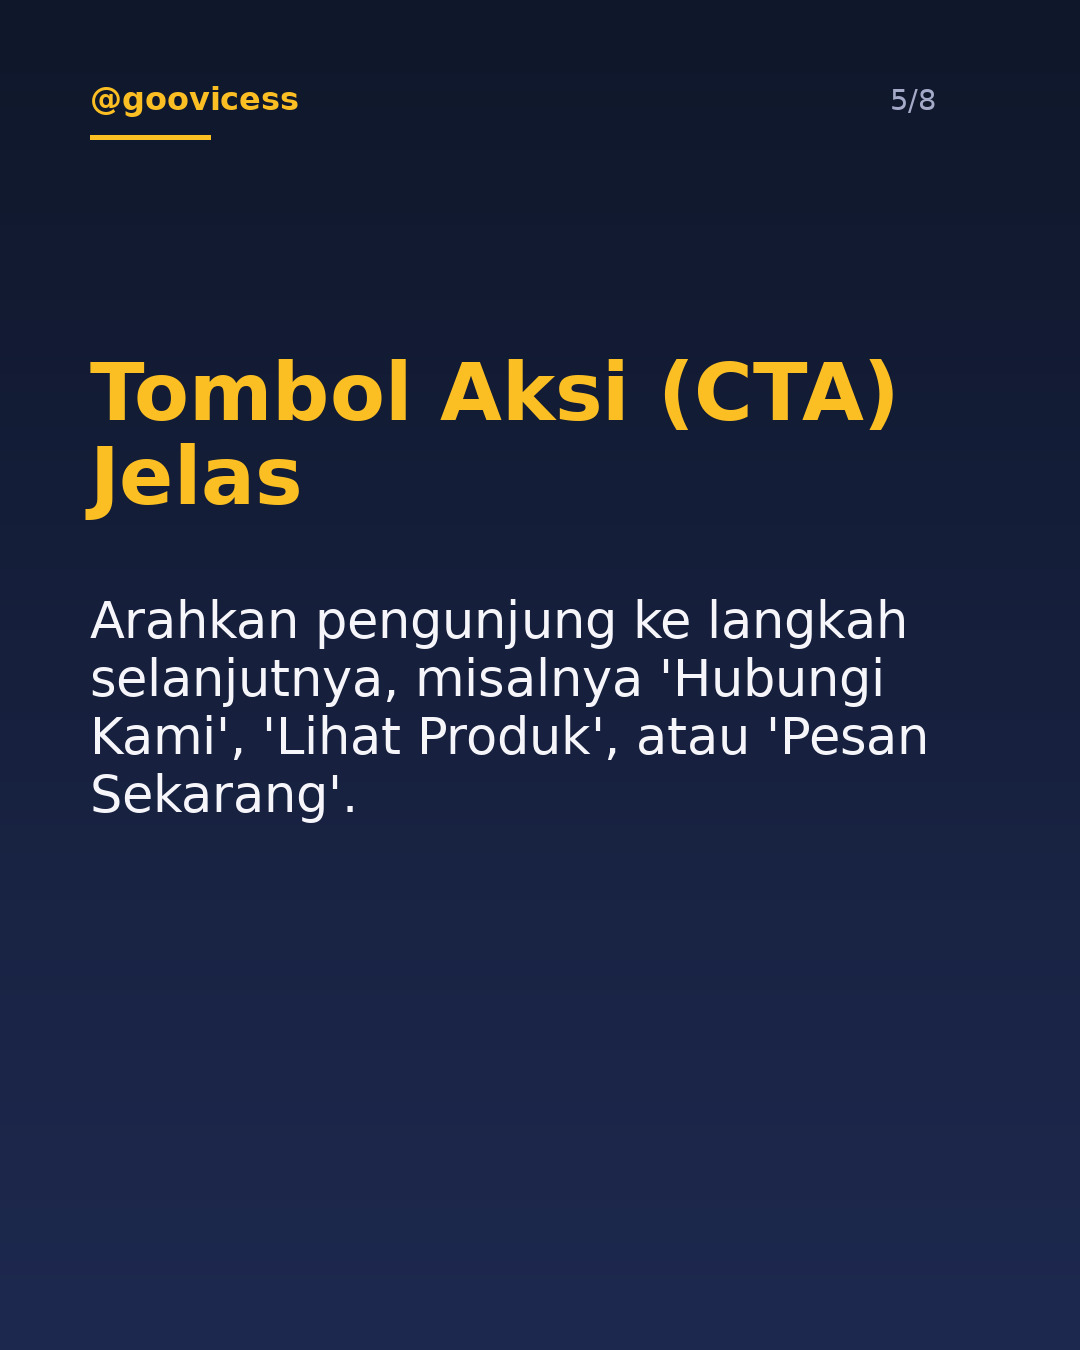 @goovicess
5/8
Tombol Aksi (CTA)
Jelas
Arahkan pengunjung ke langkah
selanjutnya, misalnya 'Hubungi
Kami', 'Lihat Produk', atau 'Pesan
Sekarang'.